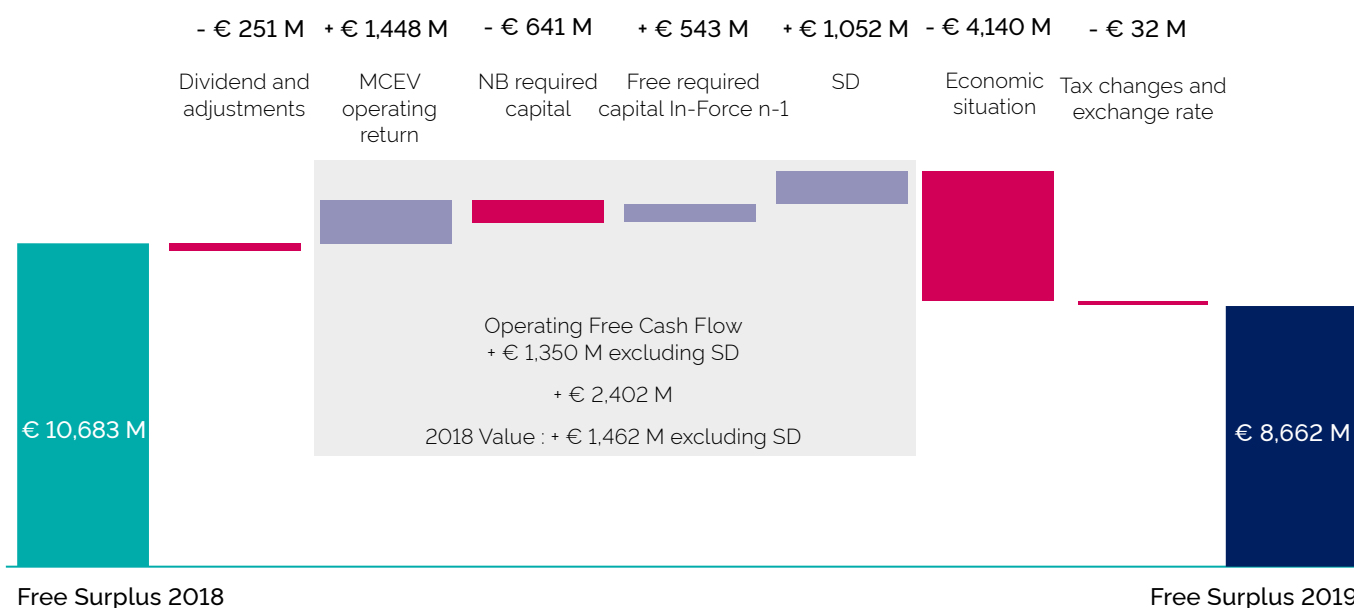 - € 251 M + € 1,448 M - € 641 M + € 543 M + € 1,052 M - € 4,140 M - € 32 M
Dividend and
adjustments
MCEV
operating
return
NB required
capital
Free required
capital In-Force n-1
SD
Economic
situation
Tax changes and
exchange rate
Operating Free Cash Flow
+ € 1,350 M excluding SD
+ € 2,402 M
2018 Value : + € 1,462 M excluding SD
€ 10,683 M
€ 8,662 M
Free Surplus 2018
Free Surplus 2019